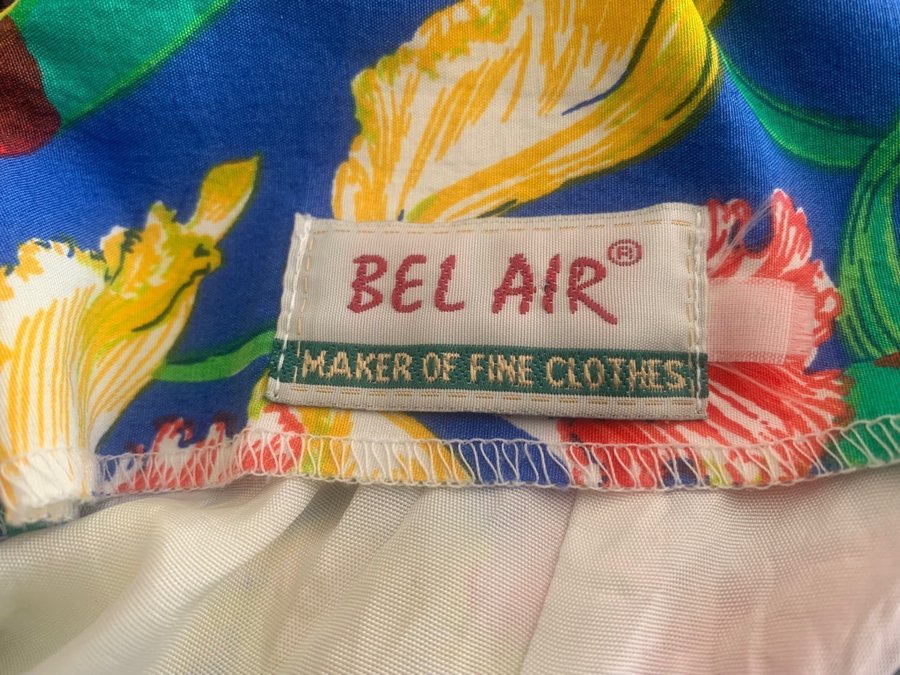 BEL AIR®
MAKER OF FINE CLOTHES